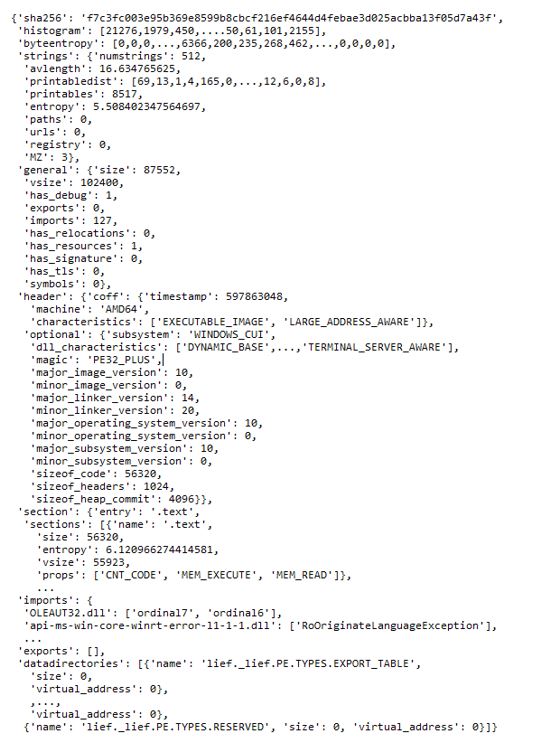 {'sha256': 'f7c3fc003e95b369e8599b8cbcf216ef4644d4febae3d025acbba13f05d7a43f',
'histogram': [21276,1979,450,....50,61,101,2155],
'byteentropy': [0,0,0,...,6366,200,235,268,462,...,0,0,0,0],
'strings': {'numstrings': 512,
'avlength': 16.634765625,
'printabledist': [69,13,1,4,165,0,...,12,6,0,8],
'printables': 8517,
'entropy': 5.508402347564697,
'paths': 0,
'urls': 0,
'registry': 0,
'MZ': 3},
'general': {'size': 87552,
'vsize': 102400,
'has_debug': 1,
'exports': 0,
'imports': 127,
'has_relocations': 0,
'has_resources': 1,
'has_signature': 0,
'has_tls': 0,
'symbols': 0},
'header': {'coff': {'timestamp': 597863048,
'machine': 'AMD64',
'characteristics': ['EXECUTABLE_IMAGE', 'LARGE_ADDRESS_AWARE']},
'optional': {'subsystem': 'WINDOWS_CUI',
'dll_characteristics': ['DYNAMIC_BASE',...,'TERMINAL_SERVER_AWARE'],
'magic': 'PE32_PLUS',
'major_image_version': 10,
'minor_image_version': 0,
'major_linker_version': 14,
'minor_linker_version': 20,
'major_operating_system_version': 10,
'minor_operating_system_version': 0,
'major_subsystem_version': 10,
'minor_subsystem_version': 0,
'sizeof_code': 56320,
'sizeof_headers': 1024,
'sizeof_heap_commit': 4096}},
'section': {'entry': '.text',
'sections': [{'name': '.text',
'size': 56320,
'entropy': 6.120966274414581,
'vsize': 55923,
'props': ['CNT_CODE', 'MEM_EXECUTE', 'MEM_READ']},
...
'imports': {
'OLEAUT32.dll': ['ordinal7', 'ordinal6'],
'api-ms-win-core-winrt-error-l1-1-1.dll': ['RoOriginateLanguageException'],
...
'exports': [],
'datadirectories': [{'name': 'lief._lief.PE.TYPES.EXPORT_TABLE',
'size': 0,
'virtual_address': 0},
,...,
'virtual_address': 0},
{'name': 'lief._lief.PE.TYPES.RESERVED', 'size': 0, 'virtual_address': 0}]}